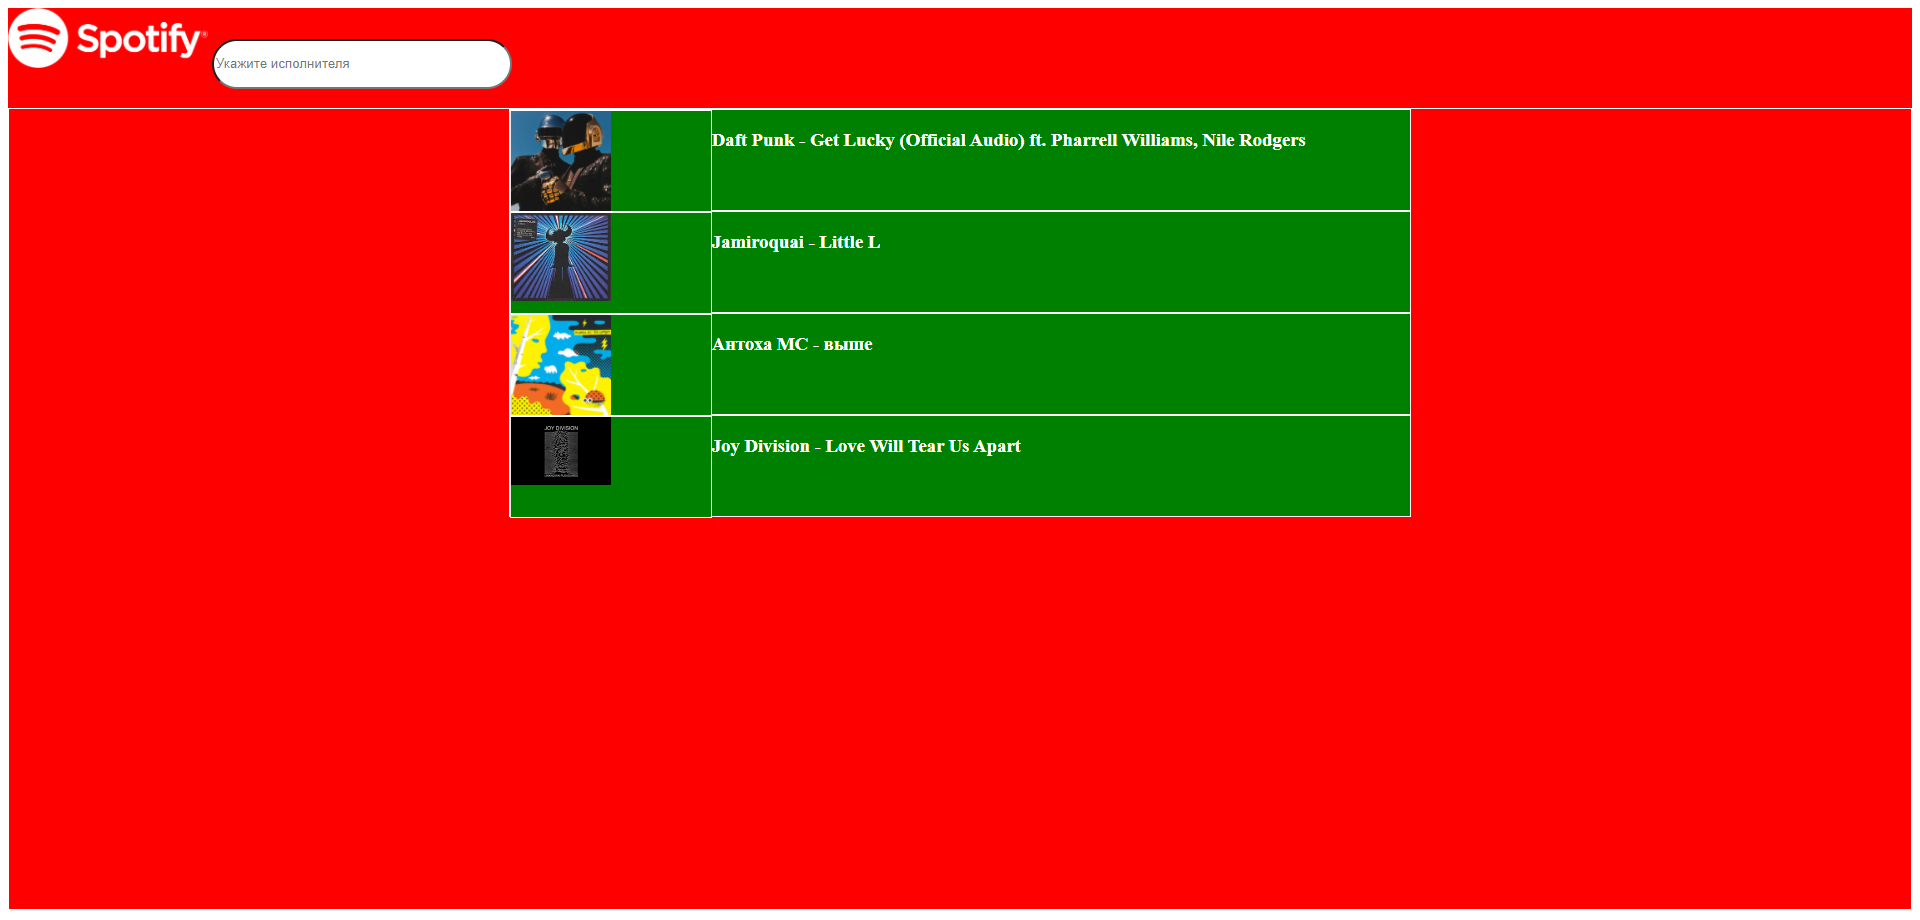 Spotify®
Укажите исполнителя
Daft Punk - Get Lucky (Official Audio) ft. Pharrell Williams, Nile Rodgers
Jamiroquai - Little L
Антоха МС - выше
JOY DIVISION
Joy Division - Love Will Tear Us Apart